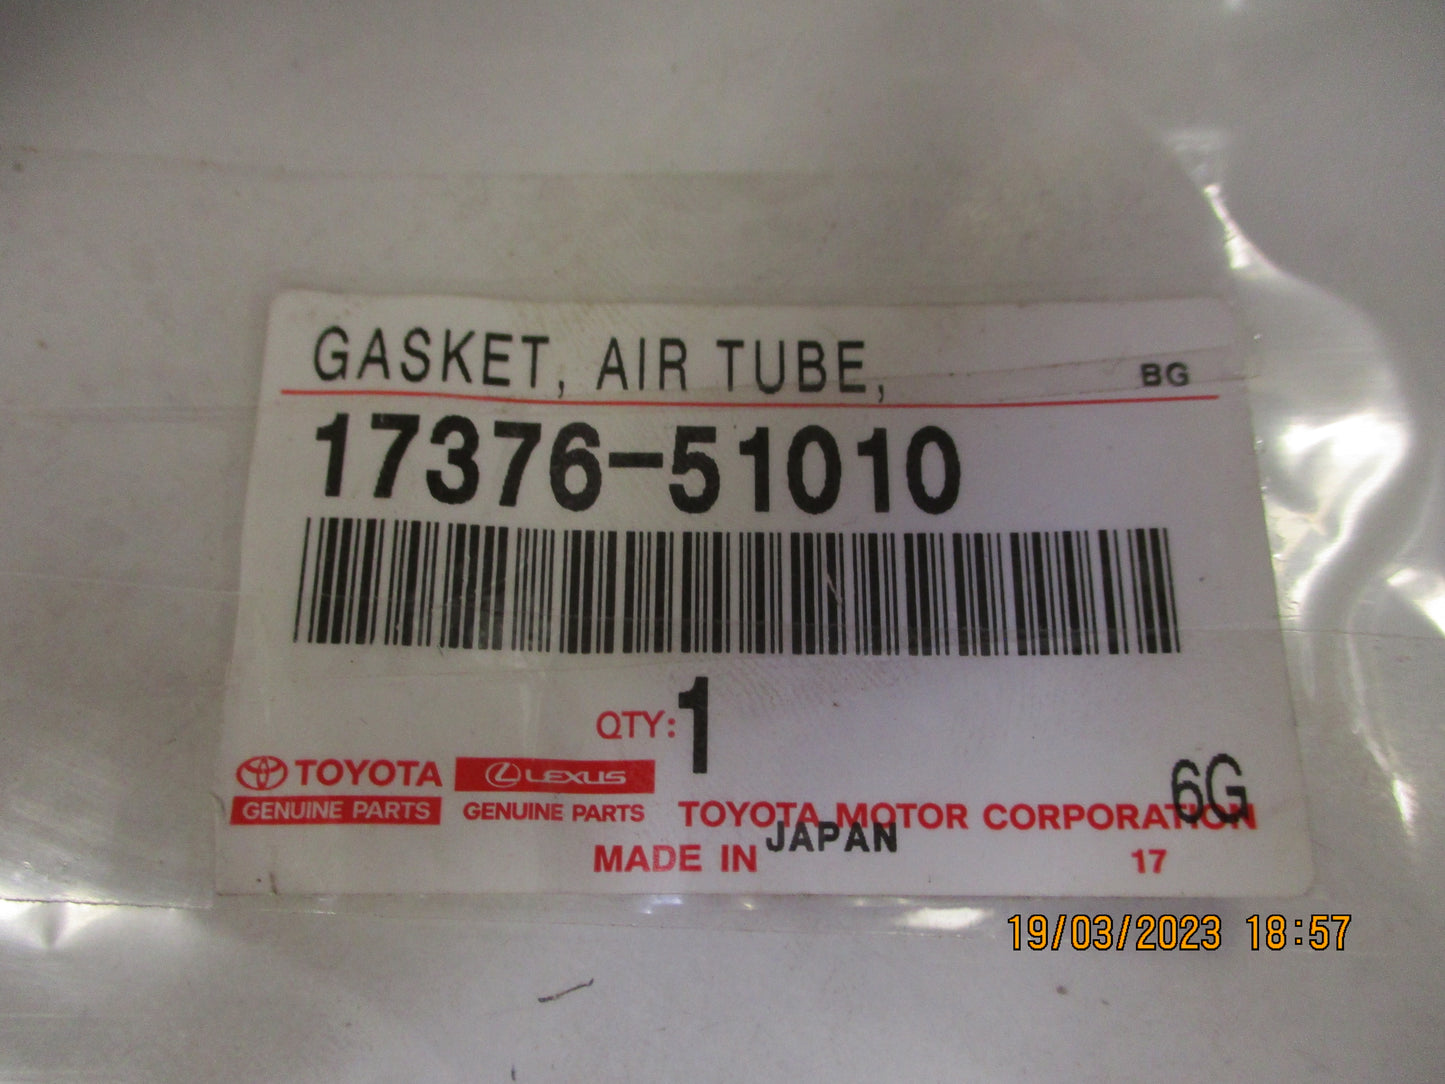 GASKET, AIR TUBE, BG
17376-51010
QTY: 1
TOYOTA LEXUS 6G
GENUINE PARTS GENUINE PARTS TOYOTA MOTOR CORPORATION
MADE IN JAPAN 17
19/03/2023 18:57